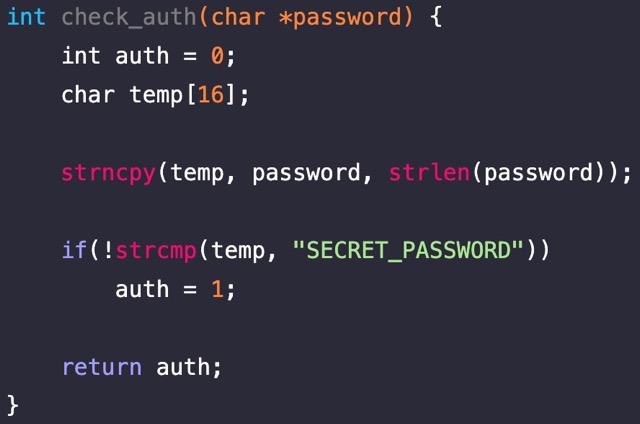 int check_auth(char *password) {
    int auth = 0;
    char temp[16];

    strncpy(temp, password, strlen(password));

    if(!strcmp(temp, "SECRET_PASSWORD"))
        auth = 1;

    return auth;
}